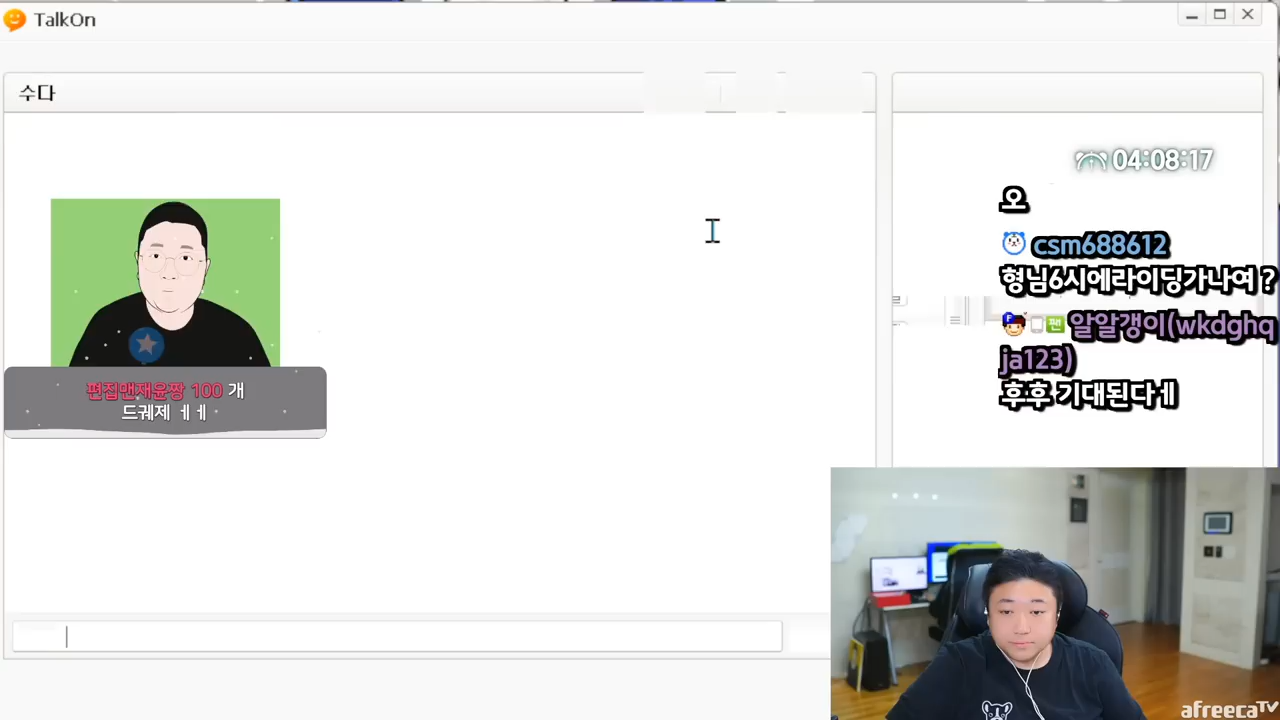 TalkOn
수다
04:08:17
오
csm688612
형님6시에라이딩가나여 ?
알알갱이(wkdghq
ja123)
후후 기대된다ㅔ
편집맨재윤짱 100 개
드궤제 ㅔㅔ
afreecaTV